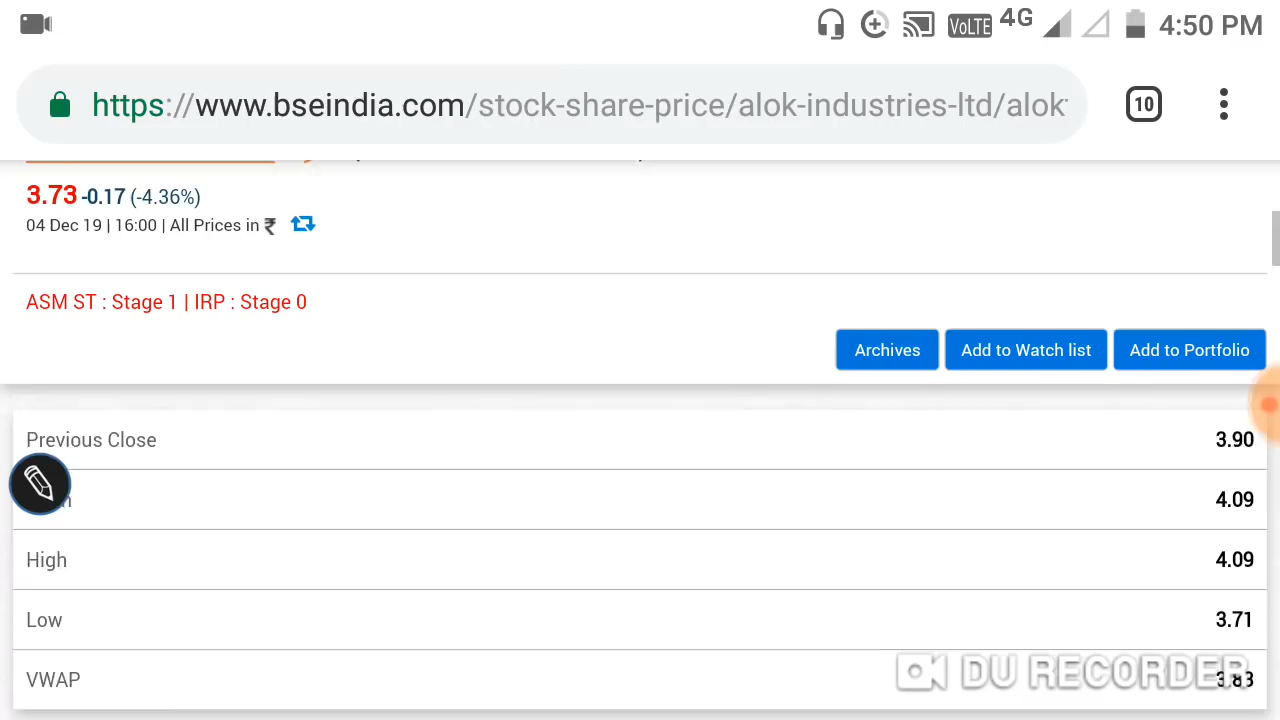 4G 4:50 PM
VoLTE
https://www.bseindia.com/stock-share-price/alok-industries-ltd/alok
10
3.73 -0.17 (-4.36%)
04 Dec 19 | 16:00 | All Prices in ₹
ASM ST : Stage 1 | IRP : Stage 0
Archives Add to Watch list Add to Portfolio
Previous Close 3.90
4.09
High 4.09
Low 3.71
VWAP 3.83
DU RECORDER